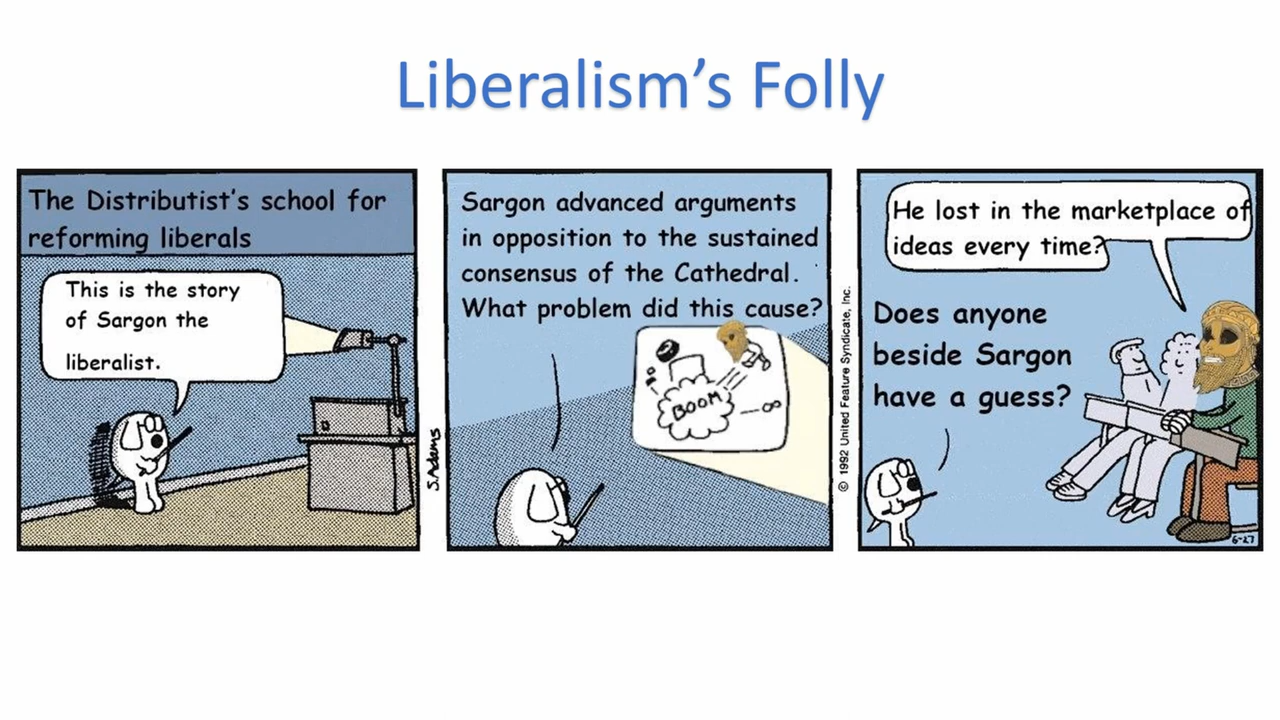 Liberalism's Folly
The Distributist's school for
reforming liberals
This is the story
of Sargon the
liberalist.
S.Adams
Sargon advanced arguments
in opposition to the sustained
consensus of the Cathedral.
What problem did this cause?
BOOM
© 1992 United Feature Syndicate, Inc.
He lost in the marketplace of
ideas every time?
Does anyone
beside Sargon
have a guess?
6-27